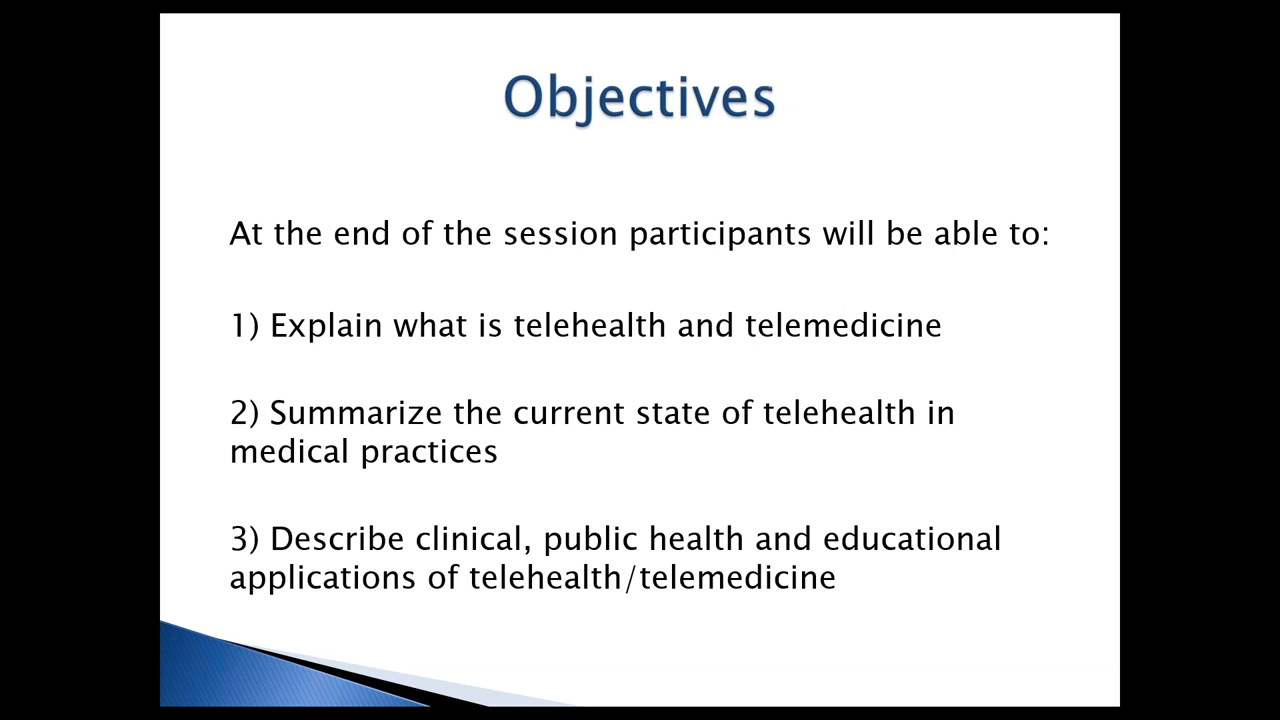 Objectives
At the end of the session participants will be able to:
1) Explain what is telehealth and telemedicine
2) Summarize the current state of telehealth in
medical practices
3) Describe clinical, public health and educational
applications of telehealth/telemedicine